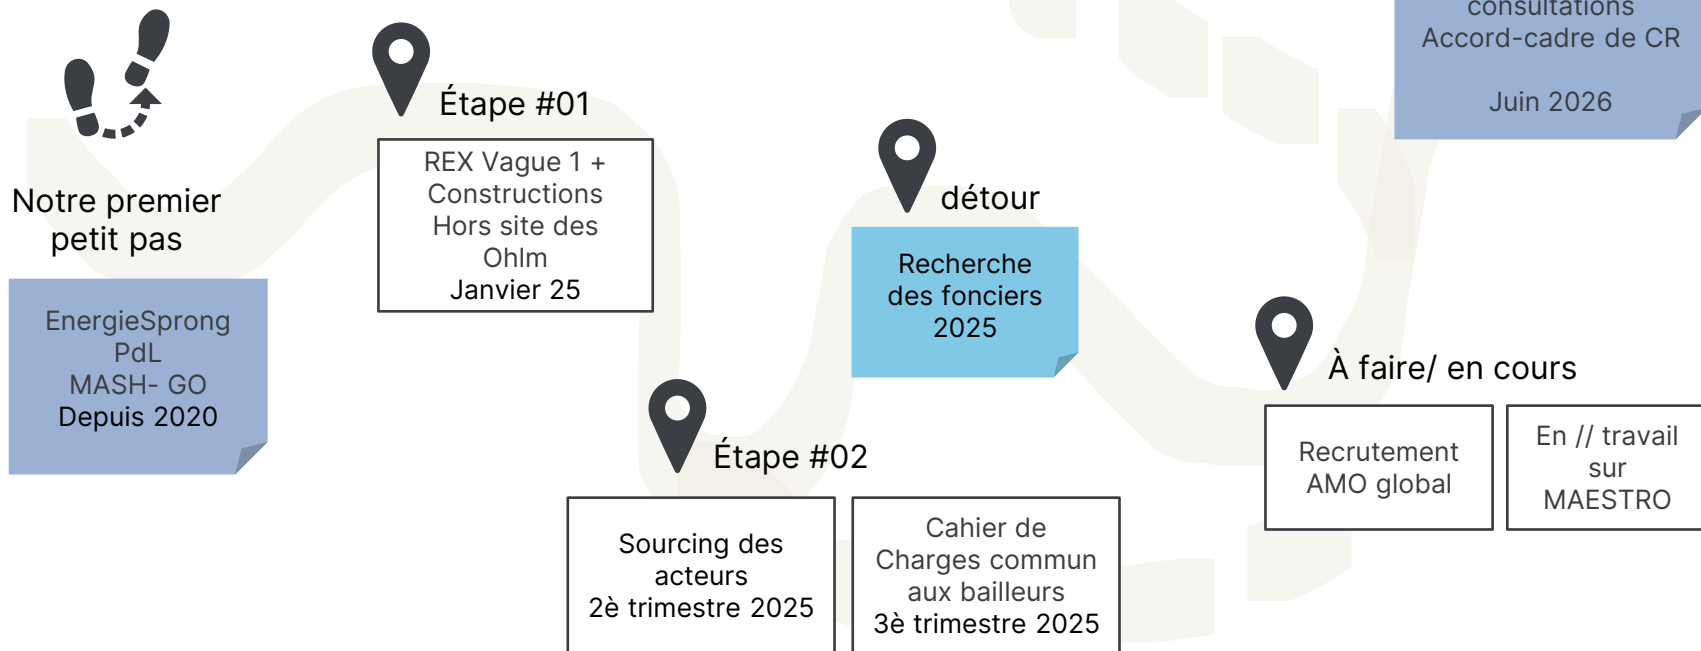 Notre premier
petit pas
EnergieSprong
PdL
MASH- GO
Depuis 2020
Étape #01
REX Vague 1 +
Constructions
Hors site des
Ohlm
Janvier 25
Étape #02
Sourcing des
acteurs
2è trimestre 2025
Cahier de
Charges commun
aux bailleurs
3è trimestre 2025
détour
Recherche
des fonciers
2025
À faire/ en cours
Recrutement
AMO global
En // travail
sur
MAESTRO
consultations
Accord-cadre de CR
Juin 2026